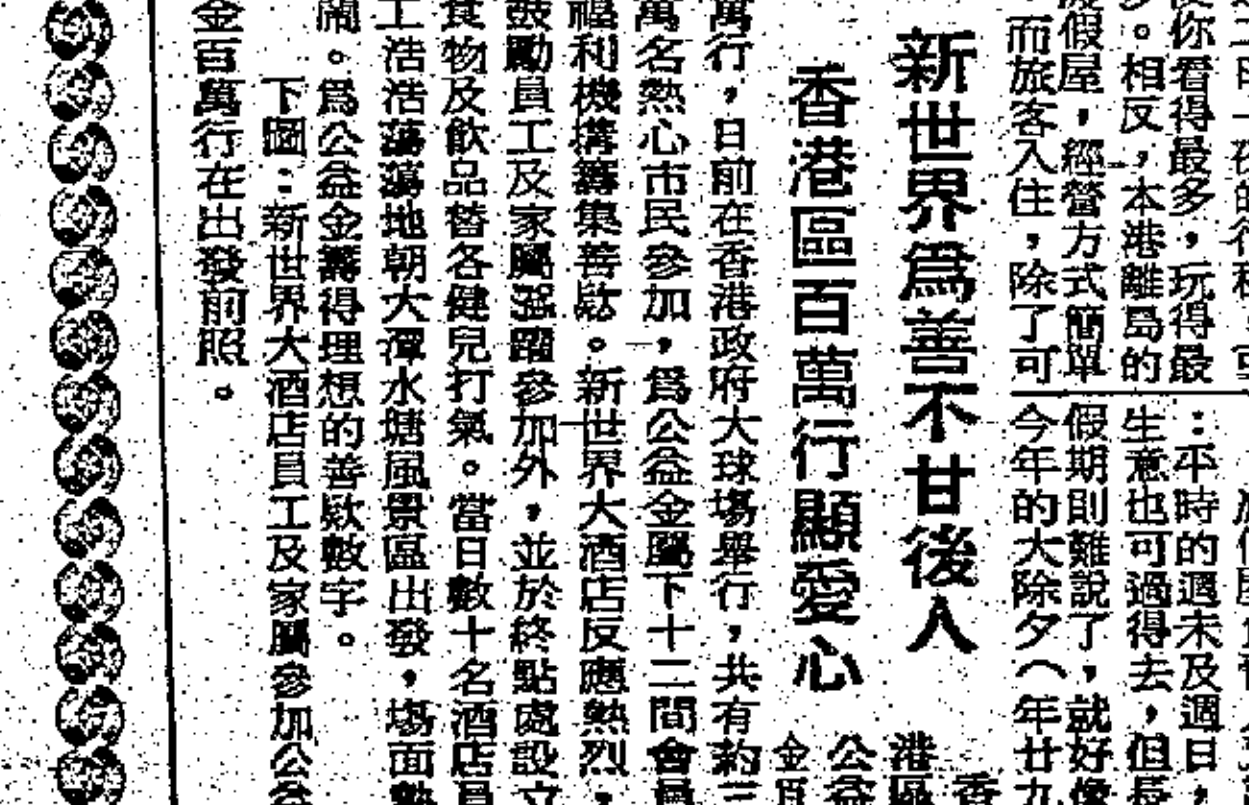 你看得最多，玩得最
。相反，本港離島的
假屋，經營方式簡單
而旅客入住，除了可
：平時的週未及週日，
生意也可過得去，但長
假期則難說了，就好像
今年的大除夕（年廿九
新世界爲善不甘後人
香港區百萬行顯愛心
香
港區
公益
金百
萬行，日前在香港政府大球場舉行，共有約三
萬名熱心市民參加，爲公益金屬下十二間會員
福利機構籌集善款。新世界大酒店反應熱烈，
鼓勵員工及家屬踴躍參加外，並於終點處設立
食物及飲品替各健兒打氣。當日數十名酒店員
工浩浩蕩蕩地朝大潭水塘風景區出發，場面熱
鬧。爲公益金籌得理想的善款數字。
下圖：新世界大酒店員工及家屬參加公益
金百萬行在出發前照。